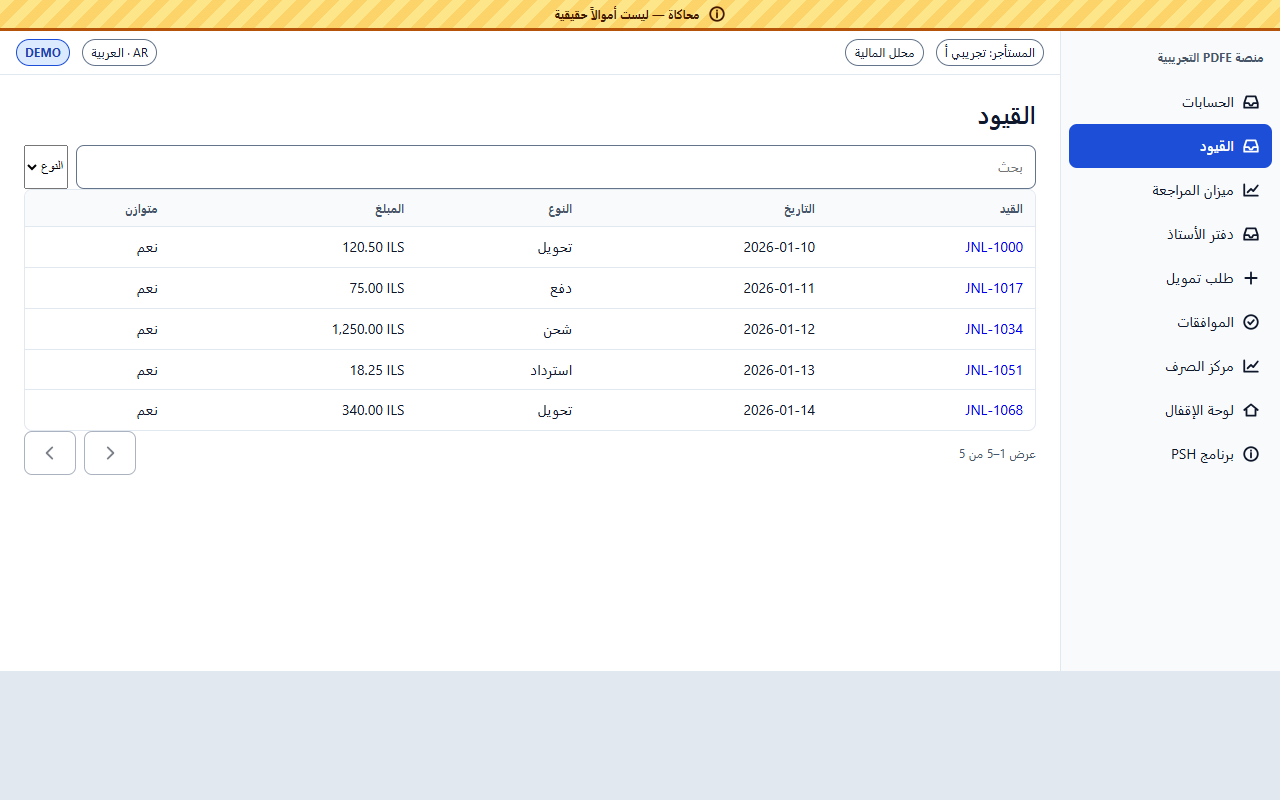 محاكاة — ليست أموالاً حقيقية
منصة PDFE التجريبية
الحسابات
القيود
ميزان المراجعة
دفتر الأستاذ
طلب تمويل
الموافقات
مركز الصرف
لوحة الإقفال
برنامج PSH
المستأجر: تجريبي أ
محلل المالية
AR · العربية
DEMO
القيود
بحث
النوع
القيد التاريخ النوع المبلغ متوازن
JNL-1000 2026-01-10 تحويل 120.50 ILS نعم
JNL-1017 2026-01-11 دفع 75.00 ILS نعم
JNL-1034 2026-01-12 شحن 1,250.00 ILS نعم
JNL-1051 2026-01-13 استرداد 18.25 ILS نعم
JNL-1068 2026-01-14 تحويل 340.00 ILS نعم
عرض 1–5 من 5